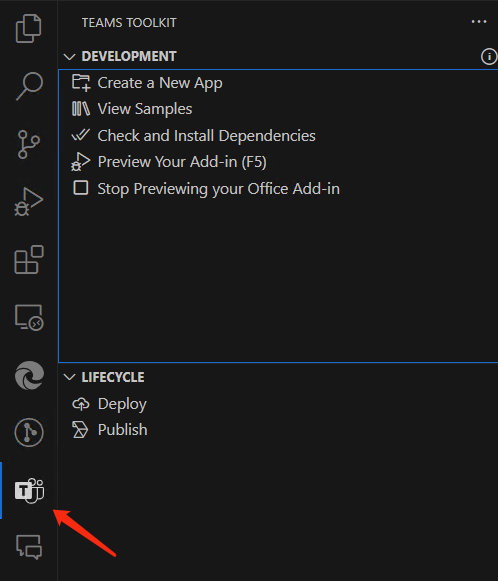 TEAMS TOOLKIT
DEVELOPMENT
Create a New App
View Samples
Check and Install Dependencies
Preview Your Add-in (F5)
Stop Previewing your Office Add-in
LIFECYCLE
Deploy
Publish
T